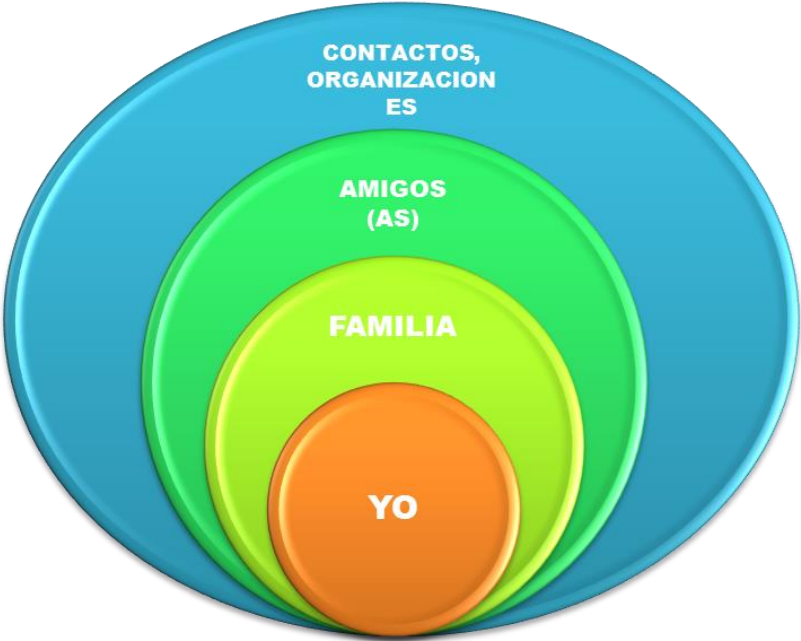 CONTACTOS,
ORGANIZACION
ES
AMIGOS
(AS)
FAMILIA
YO